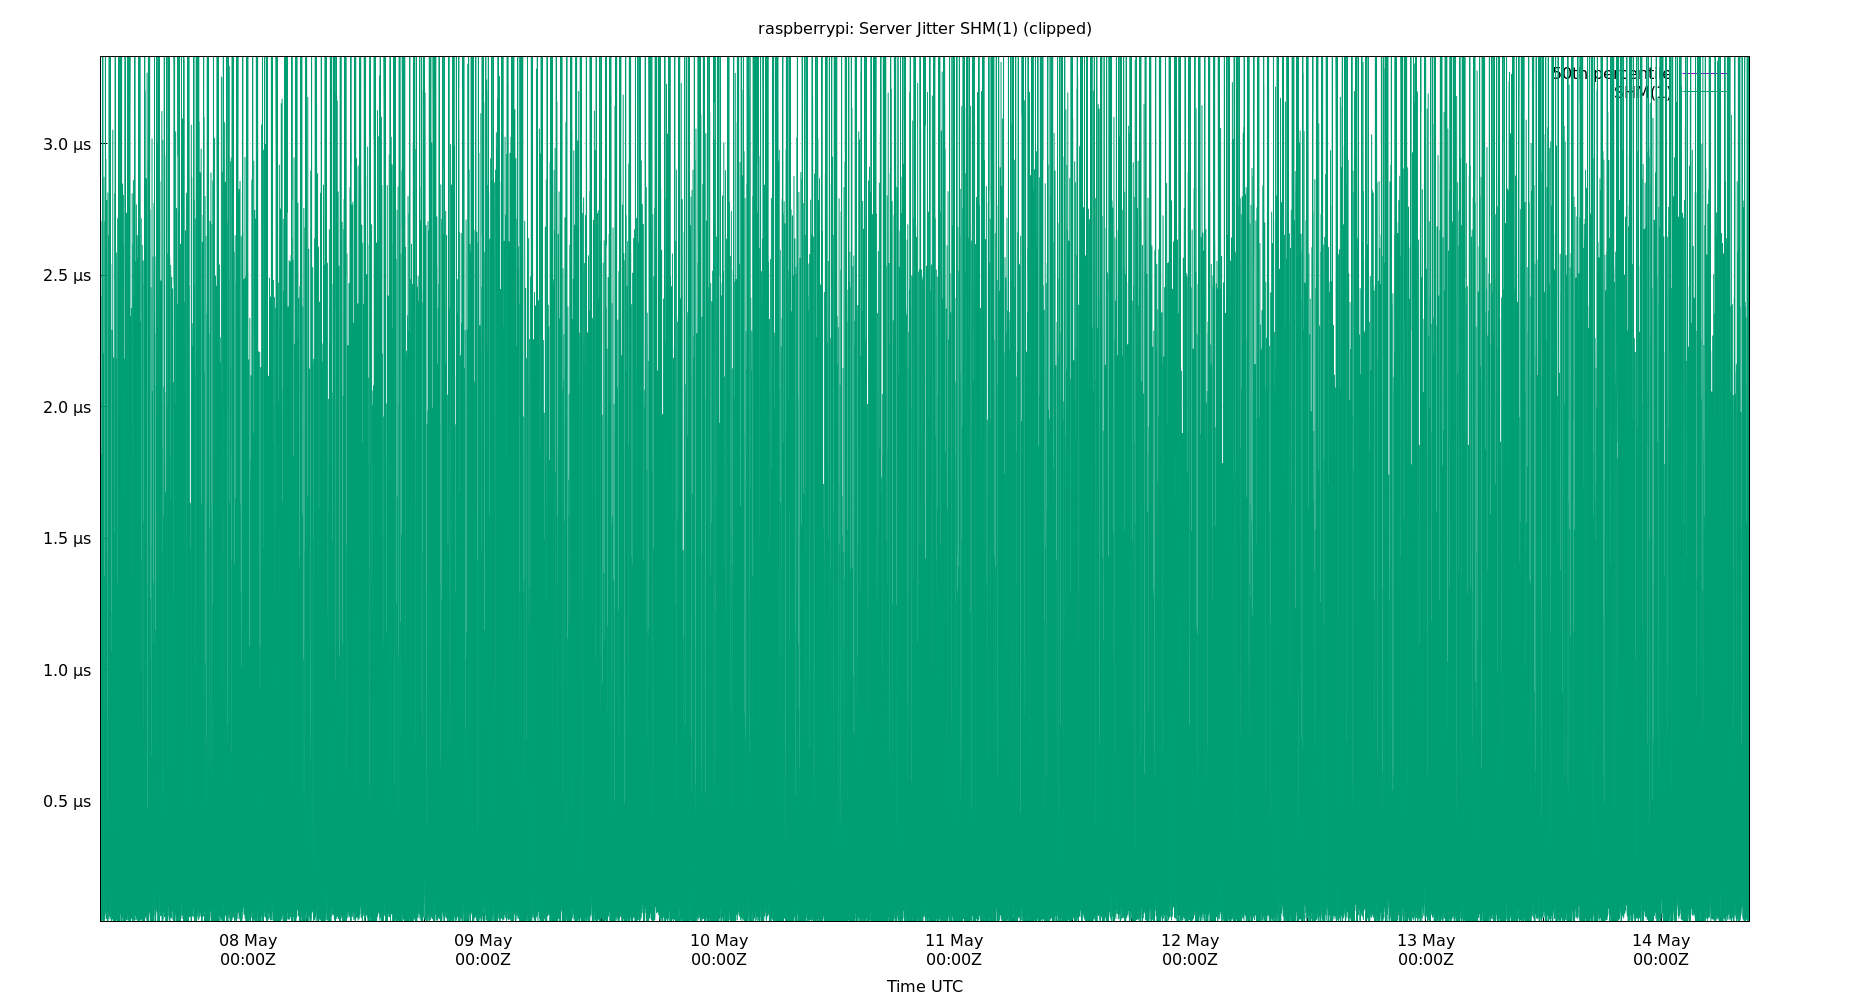 raspberrypi: Server Jitter SHM(1) (clipped)
50th percentile
SHM(1)
3.0 µs
2.5 µs
2.0 µs
1.5 µs
1.0 µs
0.5 µs
08 May 09 May 10 May 11 May 12 May 13 May 14 May
00:00Z 00:00Z 00:00Z 00:00Z 00:00Z 00:00Z 00:00Z
Time UTC